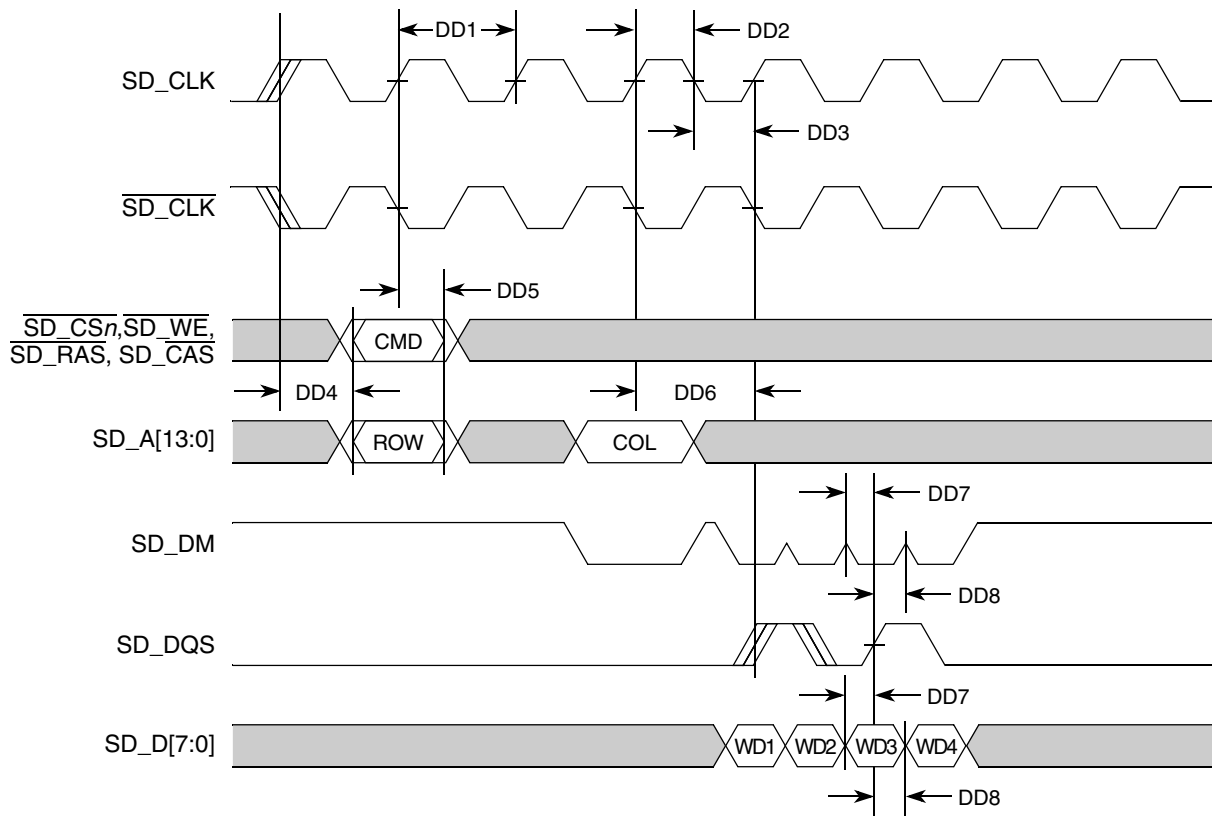 DD1
DD2
SD_CLK
DD3
SD_CLK
DD5
SD_CSn,SD_WE,
SD_RAS, SD_CAS
CMD
DD4
DD6
SD_A[13:0]
ROW
COL
DD7
SD_DM
DD8
SD_DQS
DD7
SD_D[7:0]
WD1 WD2 WD3 WD4
DD8